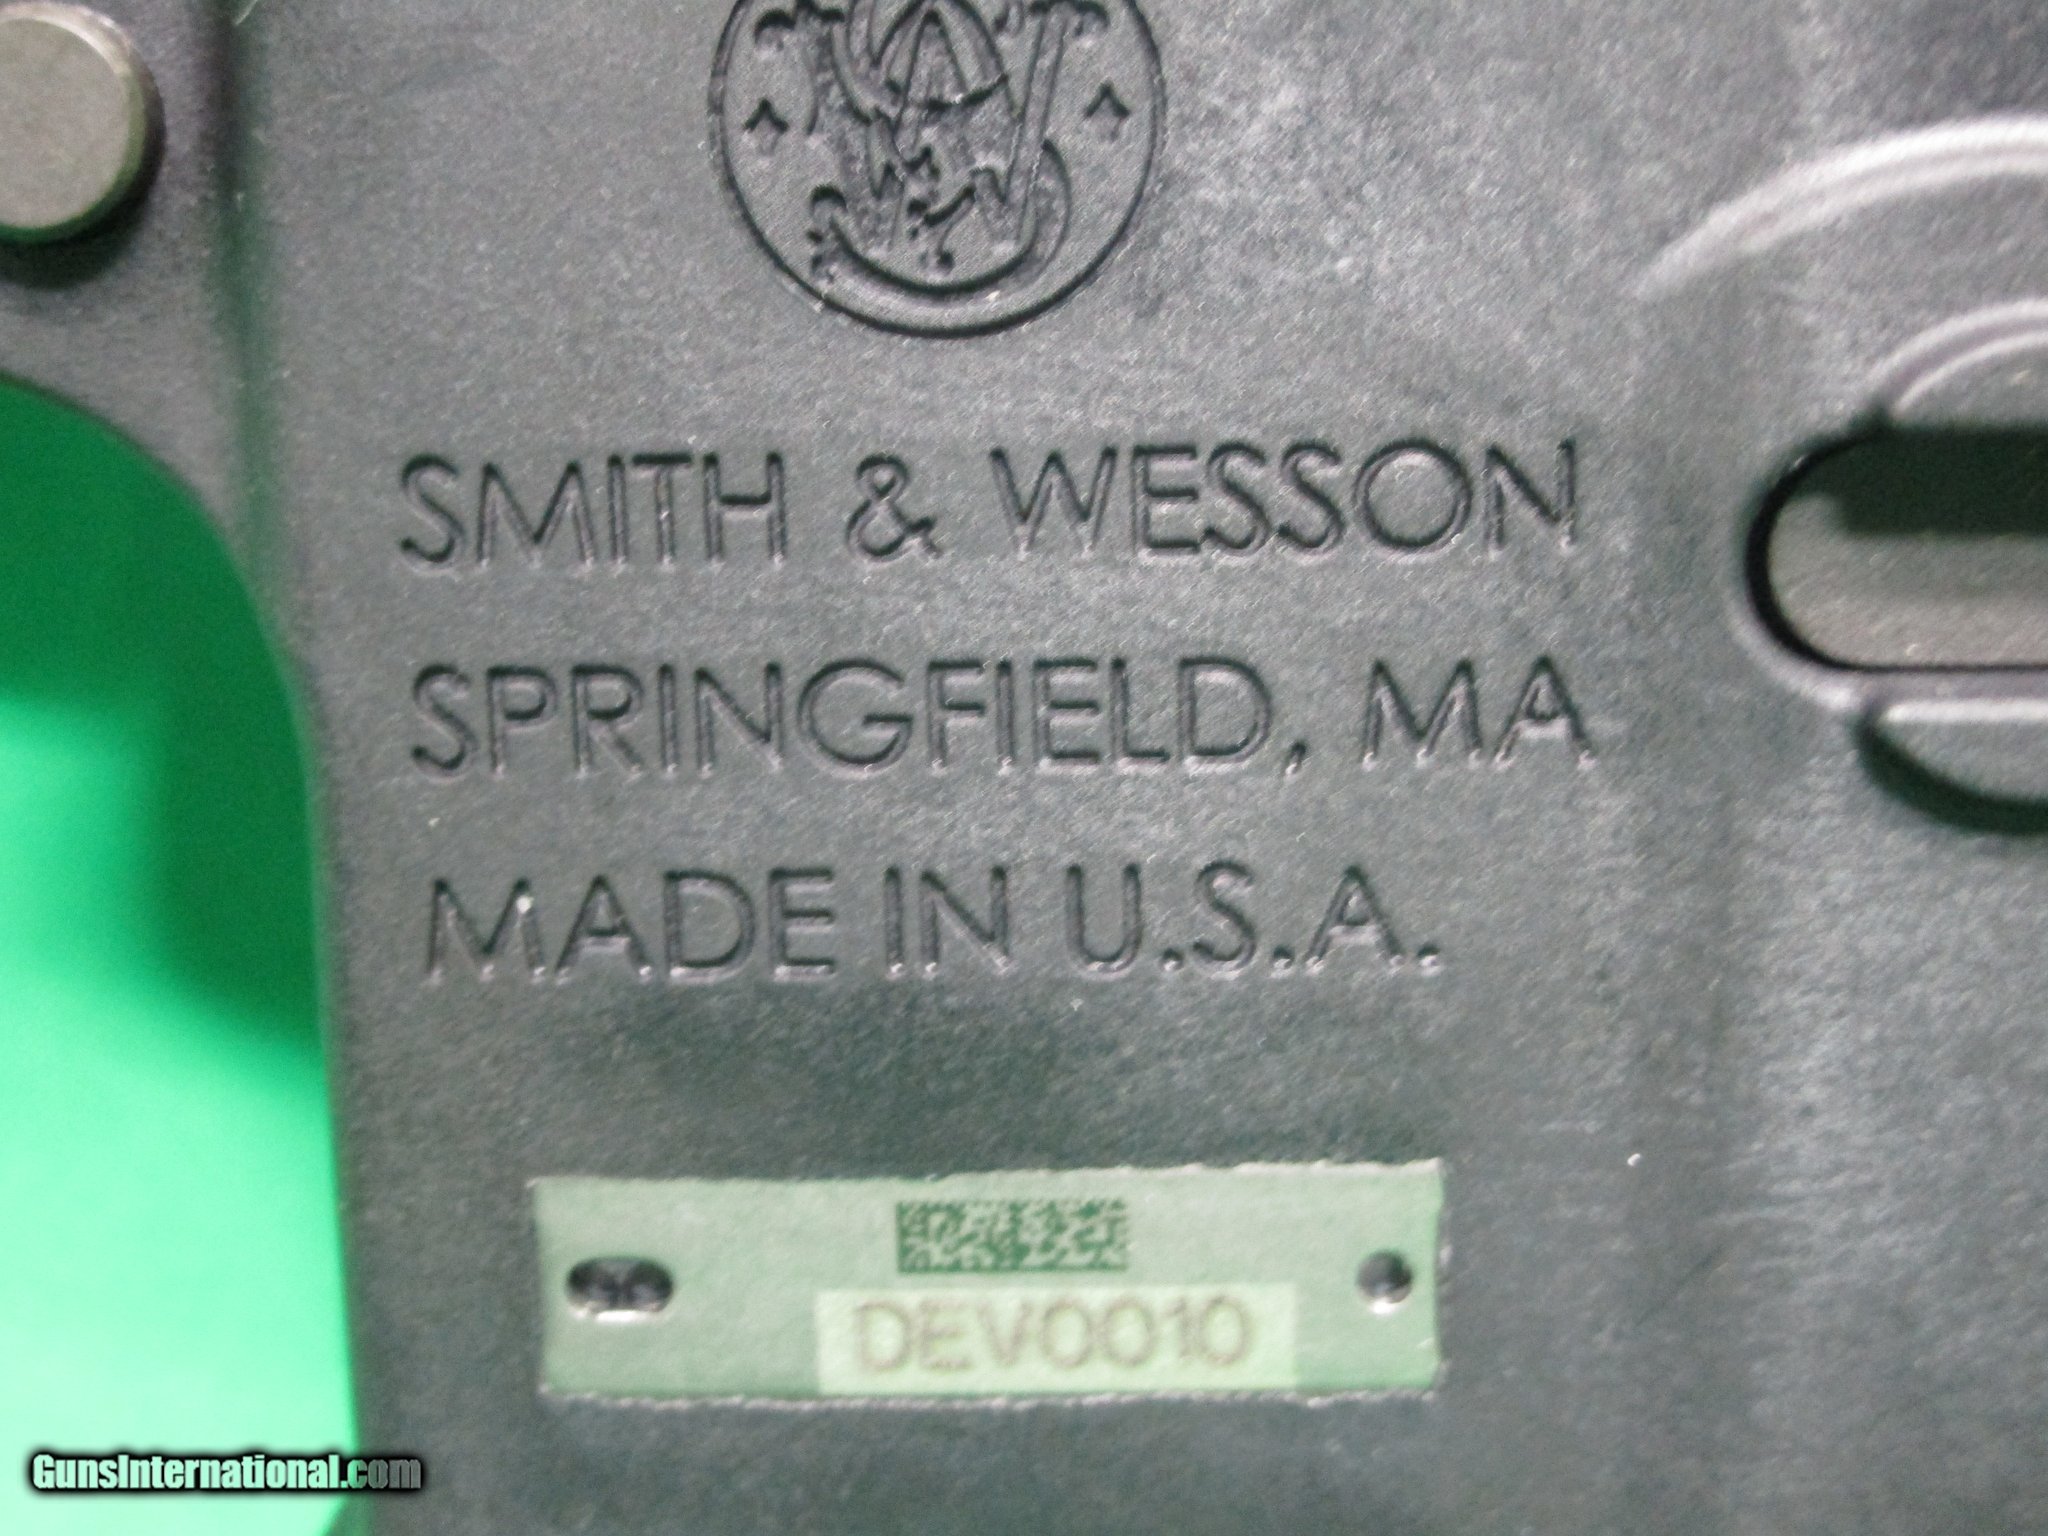 SMITH & WESSON
SPRINGFIELD, MA
MADE IN U.S.A.
DEV0010
GunsInternational.com